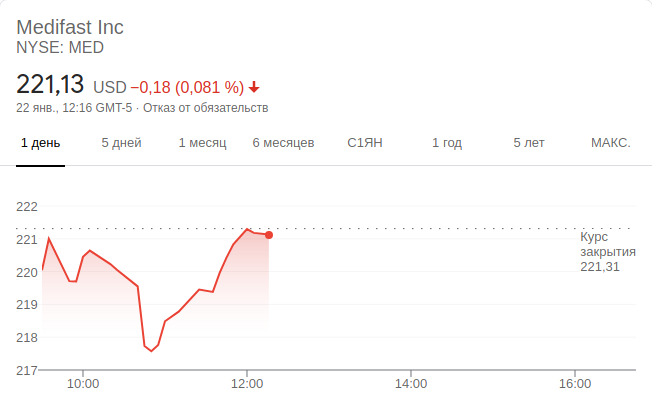 Medifast Inc
NYSE: MED
221,13 USD −0,18 (0,081 %)
22 янв., 12:16 GMT-5 · Отказ от обязательств
1 день 5 дней 1 месяц 6 месяцев С1ЯН 1 год 5 лет МАКС.
222
221
220
219
218
217
Курс
закрытия
221,31
10:00 12:00 14:00 16:00